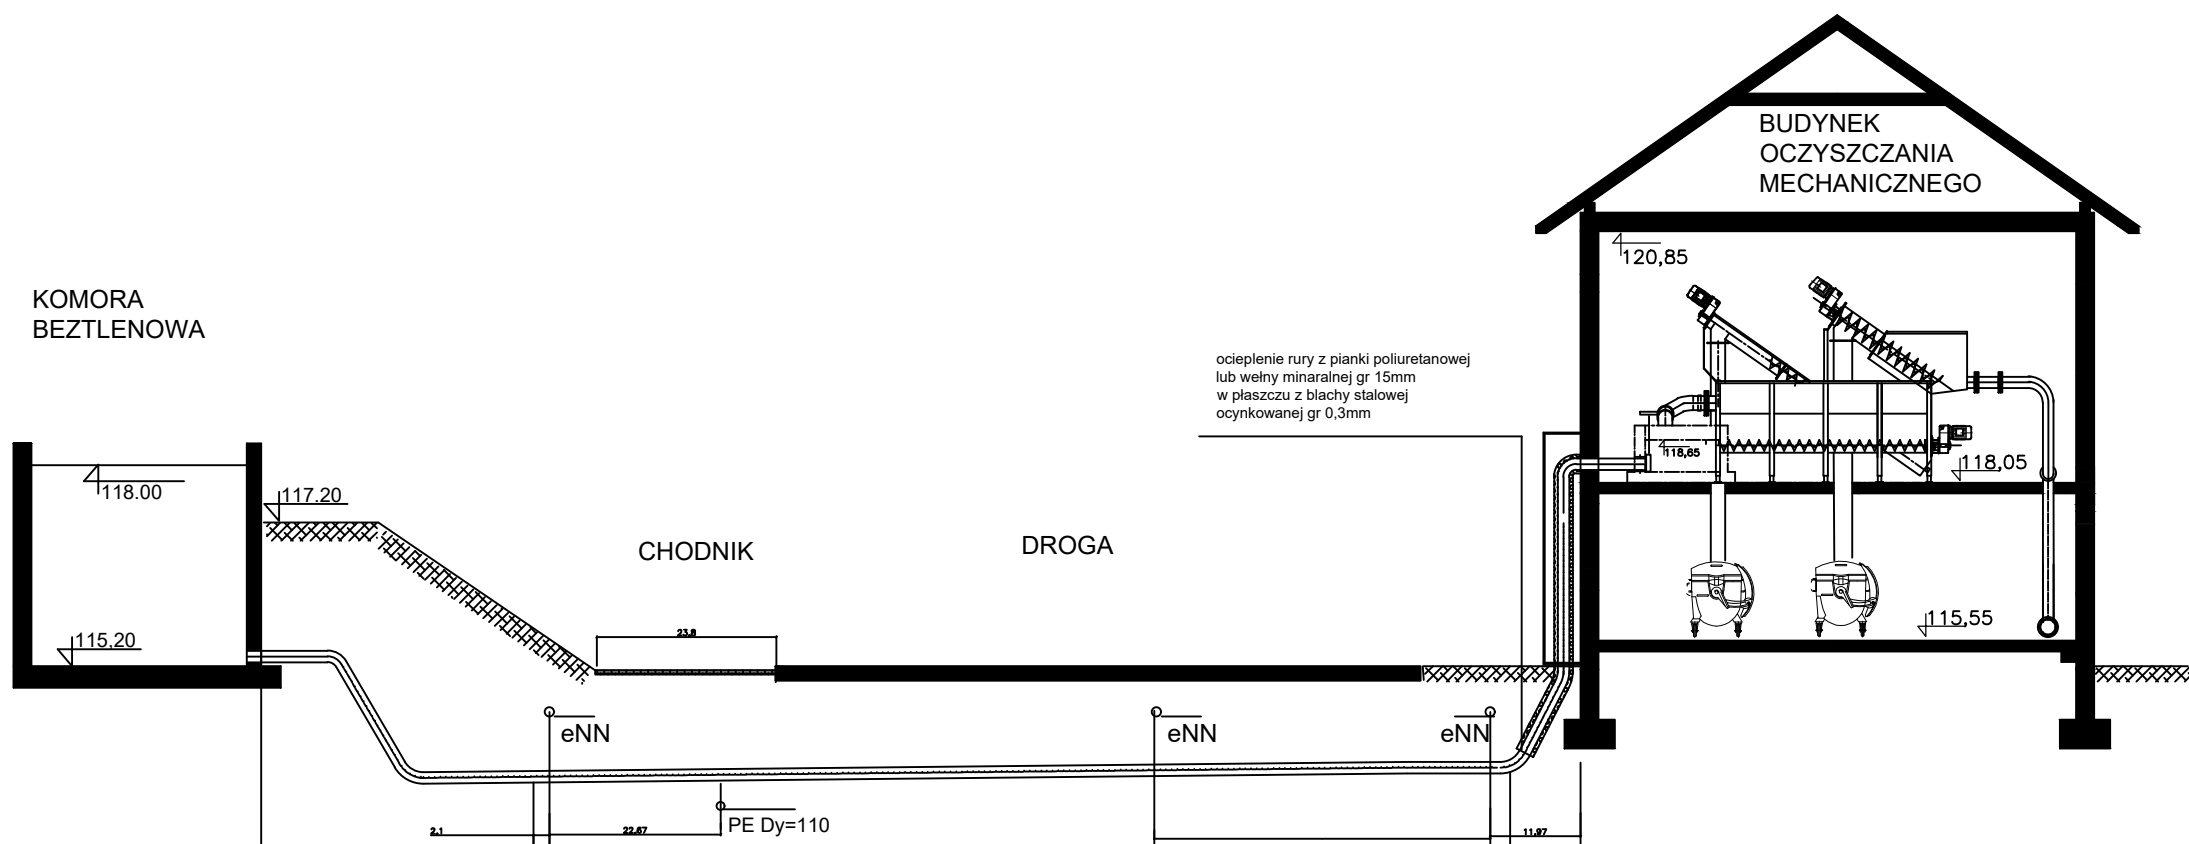 BUDYNEK
OCZYSZCZANIA
MECHANICZNEGO
120,85
KOMORA
BEZTLENOWA
ocieplenie rury z pianki poliuretanowej
lub wełny minaralnej gr 15mm
w płaszczu z blachy stalowej
ocynkowanej gr 0,3mm
118,65
118,05
118.00
117.20
CHODNIK
DROGA
115,20
23,8
115,55
eNN
eNN
eNN
PE Dy=110
2,1
22,67
11,97